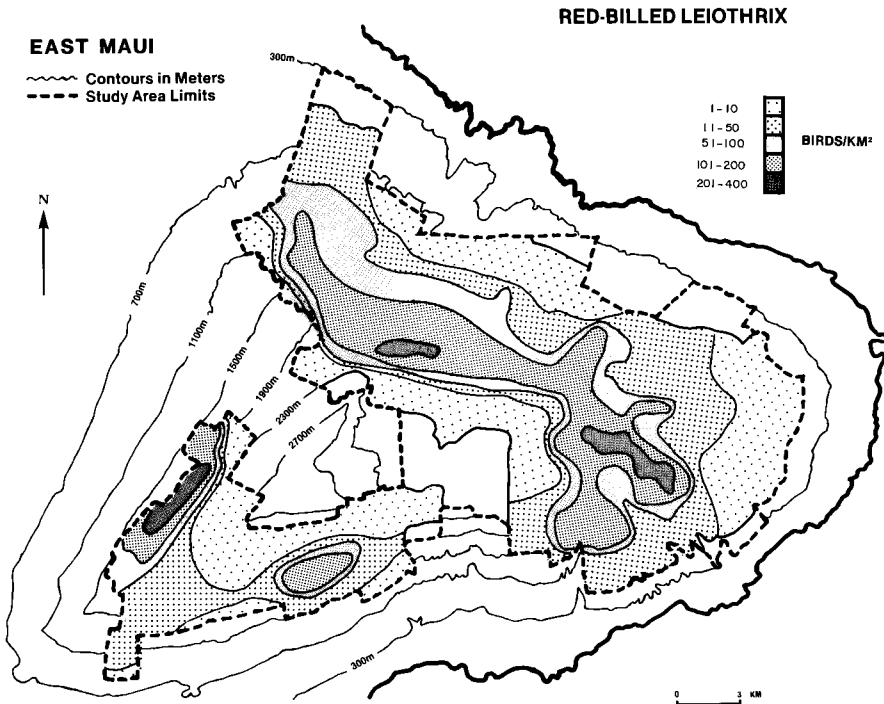 RED-BILLED LEIOTHRIX
EAST MAUI
Contours in Meters
Study Area Limits
300m
1-10
11-50
51-100
101-200
201-400
BIRDS/KM²
N
700m
1100m
1500m
1900m
2300m
2700m
300m
0 3 KM